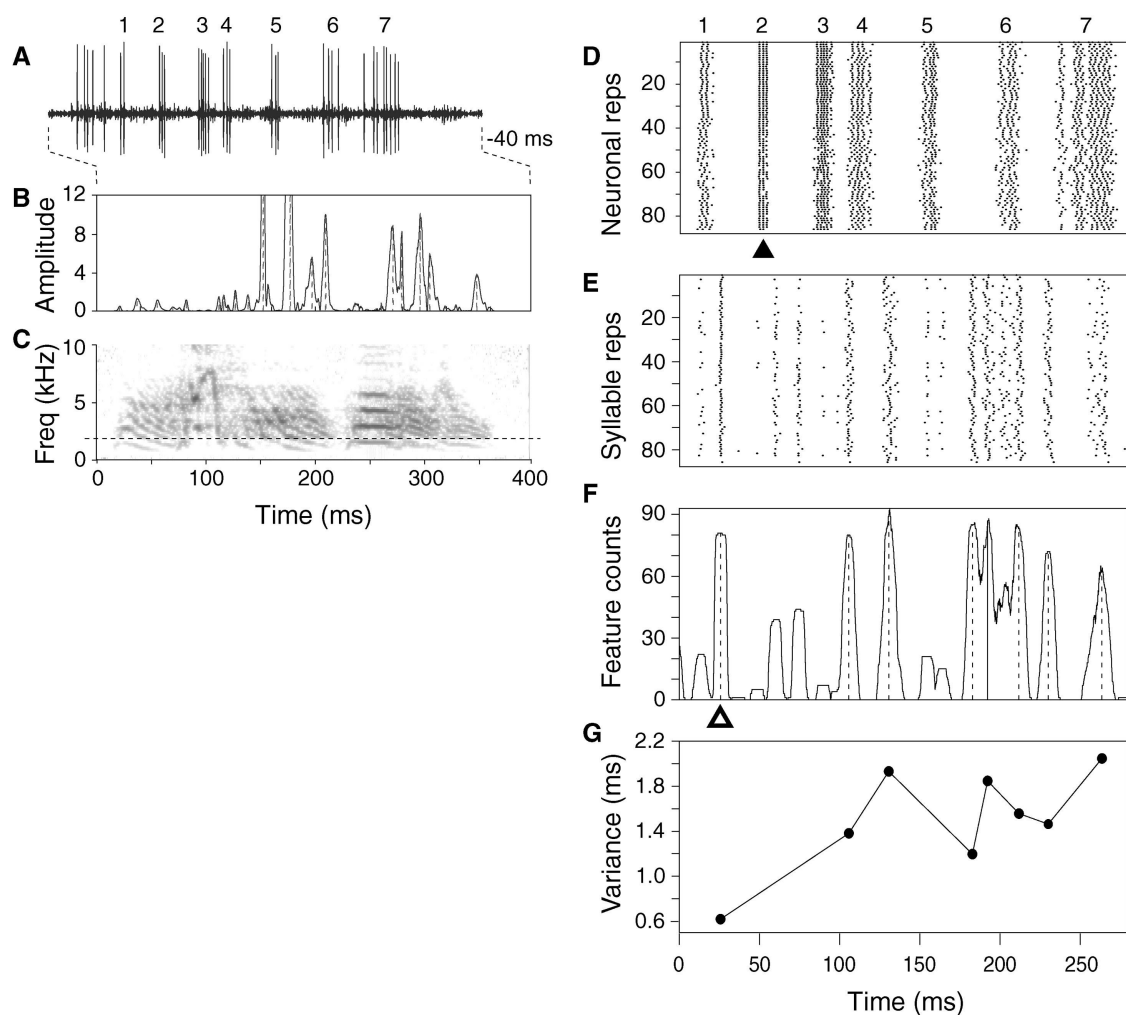 A
1 2 3 4 5 6 7
-40 ms
B
12
8
4
0
Amplitude
C
10
5
0
Freq (kHz)
0 100 200 300 400
Time (ms)
1 2 3 4 5 6 7
D
20
40
60
80
Neuronal reps
E
20
40
60
80
Syllable reps
F
90
60
30
0
Feature counts
G
2.2
1.8
1.4
1.0
0.6
Variance (ms)
0 50 100 150 200 250
Time (ms)